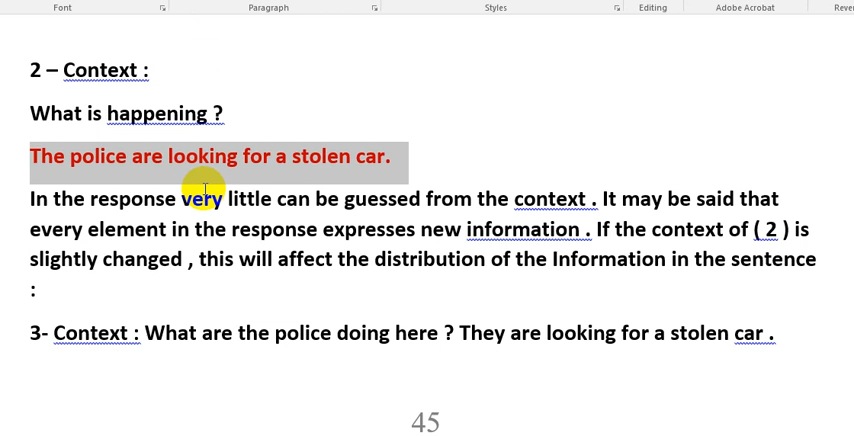 Font Paragraph Styles Editing Adobe Acrobat
2 – Context :
What is happening ?
The police are looking for a stolen car.
In the response very little can be guessed from the context . It may be said that
every element in the response expresses new information . If the context of ( 2 ) is
slightly changed , this will affect the distribution of the Information in the sentence
:
3- Context : What are the police doing here ? They are looking for a stolen car .
45